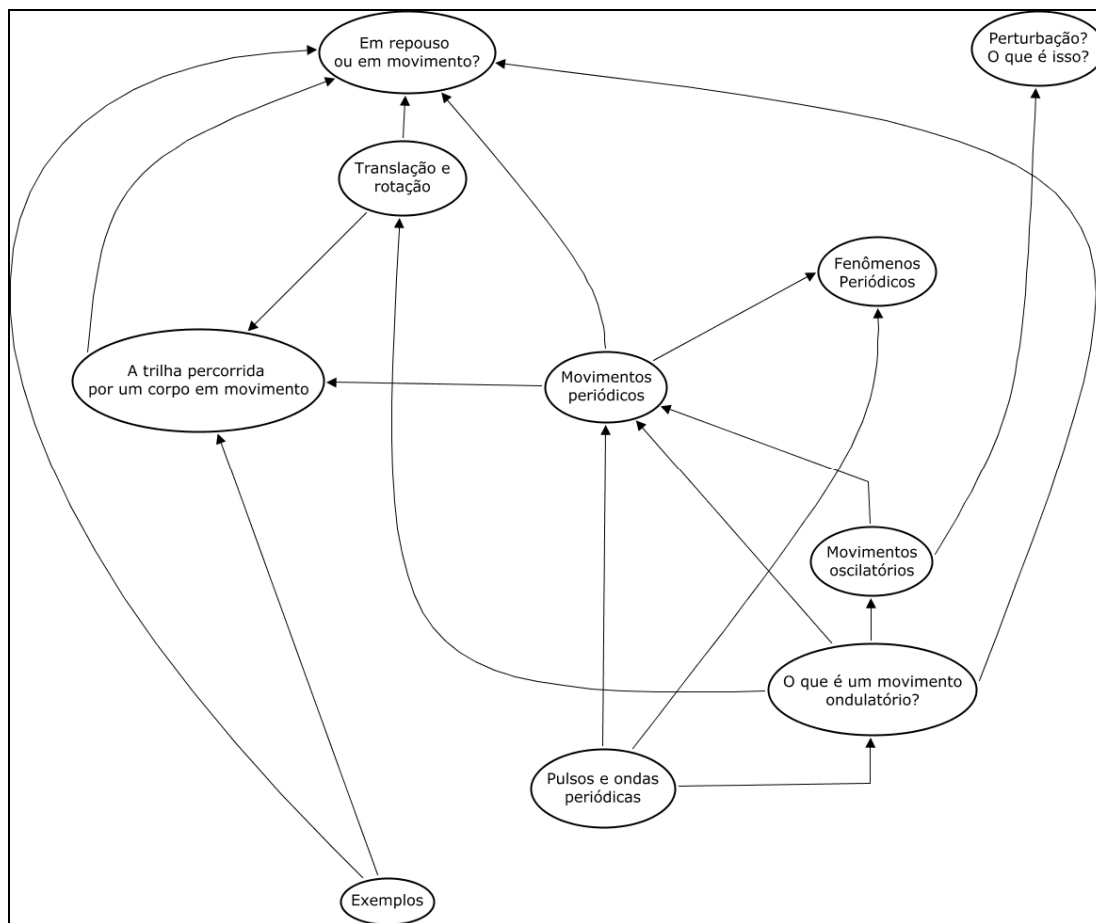 Em repouso
ou em movimento?
Perturbação?
O que é isso?
Translação e
rotação
Fenômenos
Periódicos
A trilha percorrida
por um corpo em movimento
Movimentos
periódicos
Movimentos
oscilatórios
O que é um movimento
ondulatório?
Pulsos e ondas
periódicas
Exemplos